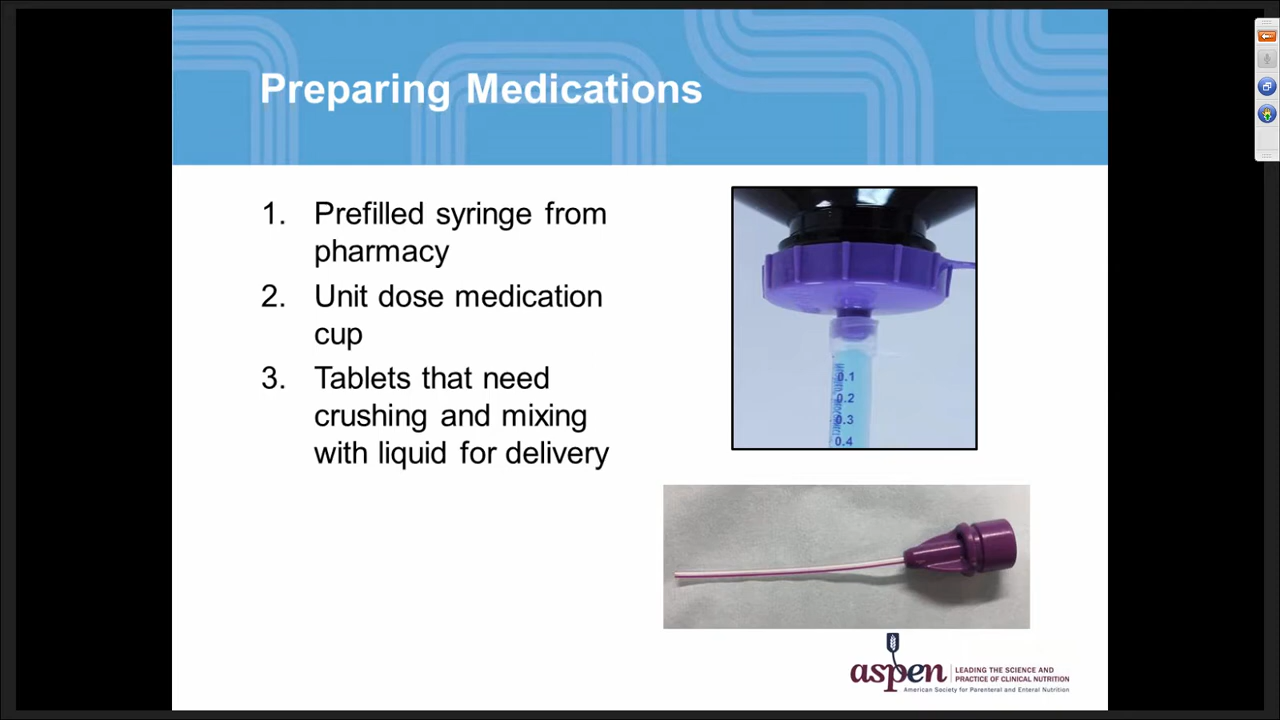 Preparing Medications
1. Prefilled syringe from
pharmacy
2. Unit dose medication
cup
3. Tablets that need
crushing and mixing
with liquid for delivery
0.1
0.2
0.3
0.4
aspen
LEADING THE SCIENCE AND
PRACTICE OF CLINICAL NUTRITION
American Society for Parenteral and Enteral Nutrition